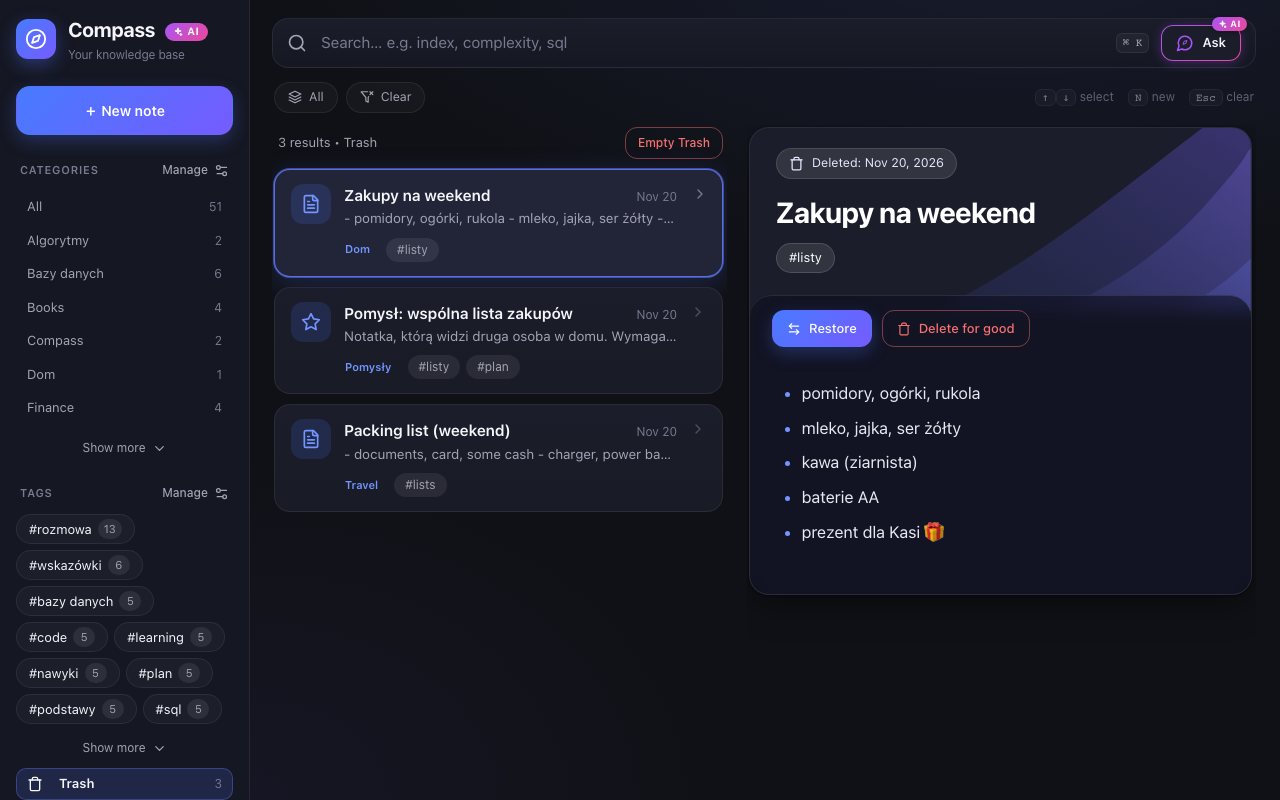 Compass AI
Your knowledge base
+ New note
CATEGORIES Manage
All 51
Algorytmy 2
Bazy danych 6
Books 4
Compass 2
Dom 1
Finance 4
Show more
TAGS Manage
#rozmowa 13
#wskazówki 6
#bazy danych 5
#code 5 #learning 5
#nawyki 5 #plan 5
#podstawy 5 #sql 5
Show more
Trash 3
Search... e.g. index, complexity, sql ⌘ K Ask AI
All Clear ↑ ↓ select N new Esc clear
3 results • Trash Empty Trash
Zakupy na weekend Nov 20
- pomidory, ogórki, rukola - mleko, jajka, ser żółty -...
Dom #listy
Pomysł: wspólna lista zakupów Nov 20
Notatka, którą widzi druga osoba w domu. Wymaga...
Pomysły #listy #plan
Packing list (weekend) Nov 20
- documents, card, some cash - charger, power ba...
Travel #lists
Deleted: Nov 20, 2026
Zakupy na weekend
#listy
Restore Delete for good
• pomidory, ogórki, rukola
• mleko, jajka, ser żółty
• kawa (ziarnista)
• baterie AA
• prezent dla Kasi 🎁